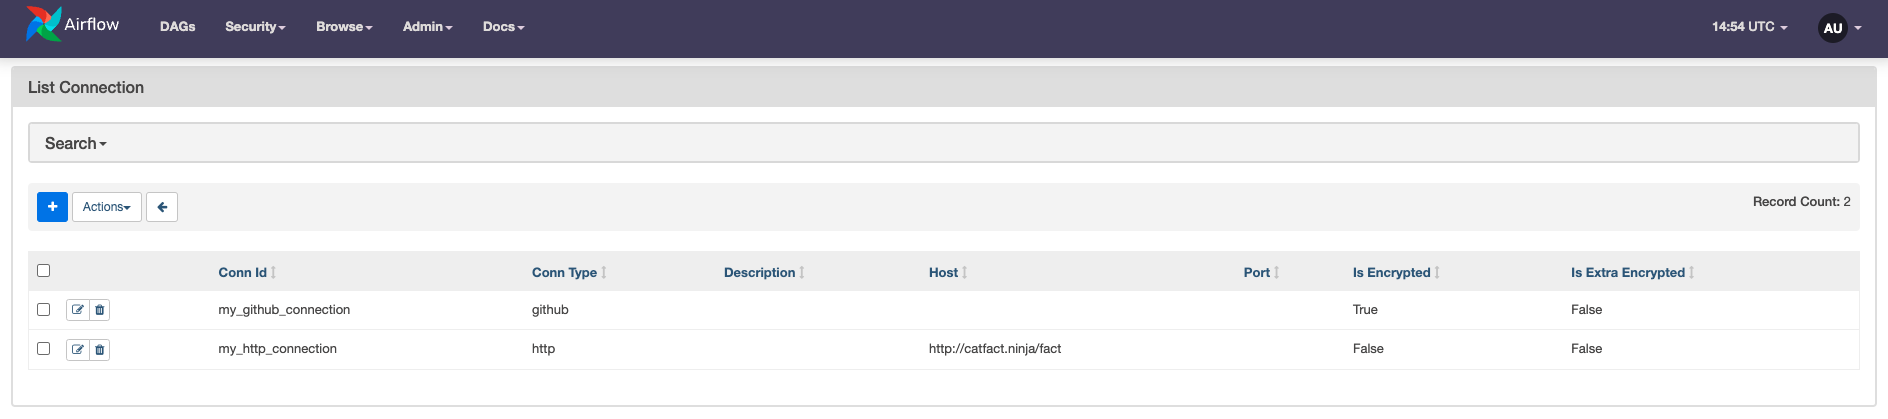 Airflow DAGs Security Browse Admin Docs 14:54 UTC AU
List Connection
Search
Actions Record Count: 2
Conn Id Conn Type Description Host Port Is Encrypted Is Extra Encrypted
my_github_connection github True False
my_http_connection http http://catfact.ninja/fact False False